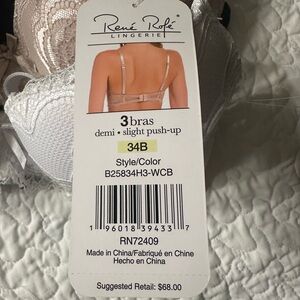 René Rofé
LINGERIE
3 bras
demi • slight push-up
34B
Style/Color
B25834H3-WCB
1 96018 39433 7
RN72409
Made in China/Fabriqué en Chine
Hecho en China
Suggested Retail: $68.00